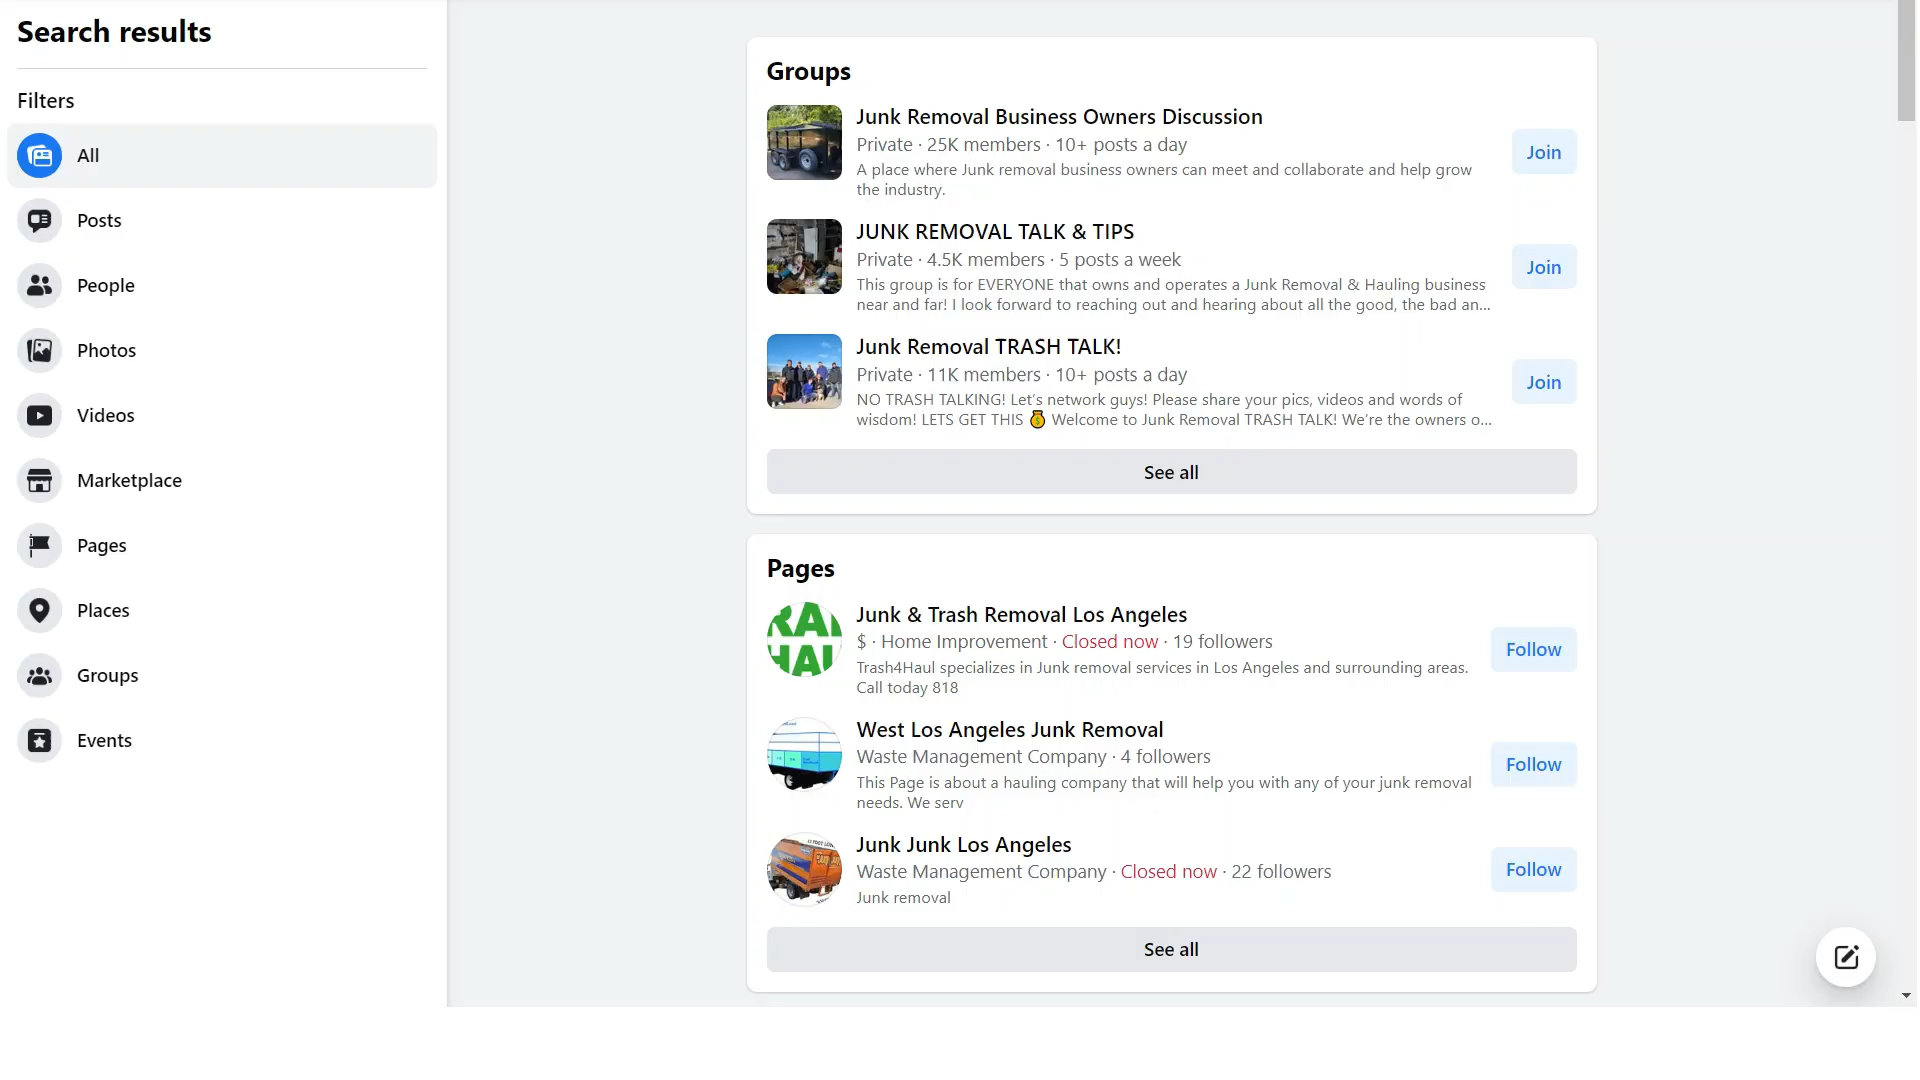 Search results
Filters
All
Posts
People
Photos
Videos
Marketplace
Pages
Places
Groups
Events
Groups
Junk Removal Business Owners Discussion
Private · 25K members · 10+ posts a day
A place where Junk removal business owners can meet and collaborate and help grow
the industry.
Join
JUNK REMOVAL TALK & TIPS
Private · 4.5K members · 5 posts a week
This group is for EVERYONE that owns and operates a Junk Removal & Hauling business
near and far! I look forward to reaching out and hearing about all the good, the bad an...
Join
Junk Removal TRASH TALK!
Private · 11K members · 10+ posts a day
NO TRASH TALKING! Let's network guys! Please share your pics, videos and words of
wisdom! LETS GET THIS 💰 Welcome to Junk Removal TRASH TALK! We're the owners o...
Join
See all
Pages
Junk & Trash Removal Los Angeles
$ · Home Improvement · Closed now · 19 followers
Trash4Haul specializes in Junk removal services in Los Angeles and surrounding areas.
Call today 818
Follow
West Los Angeles Junk Removal
Waste Management Company · 4 followers
This Page is about a hauling company that will help you with any of your junk removal
needs. We serv
Follow
Junk Junk Los Angeles
Waste Management Company · Closed now · 22 followers
Junk removal
Follow
See all